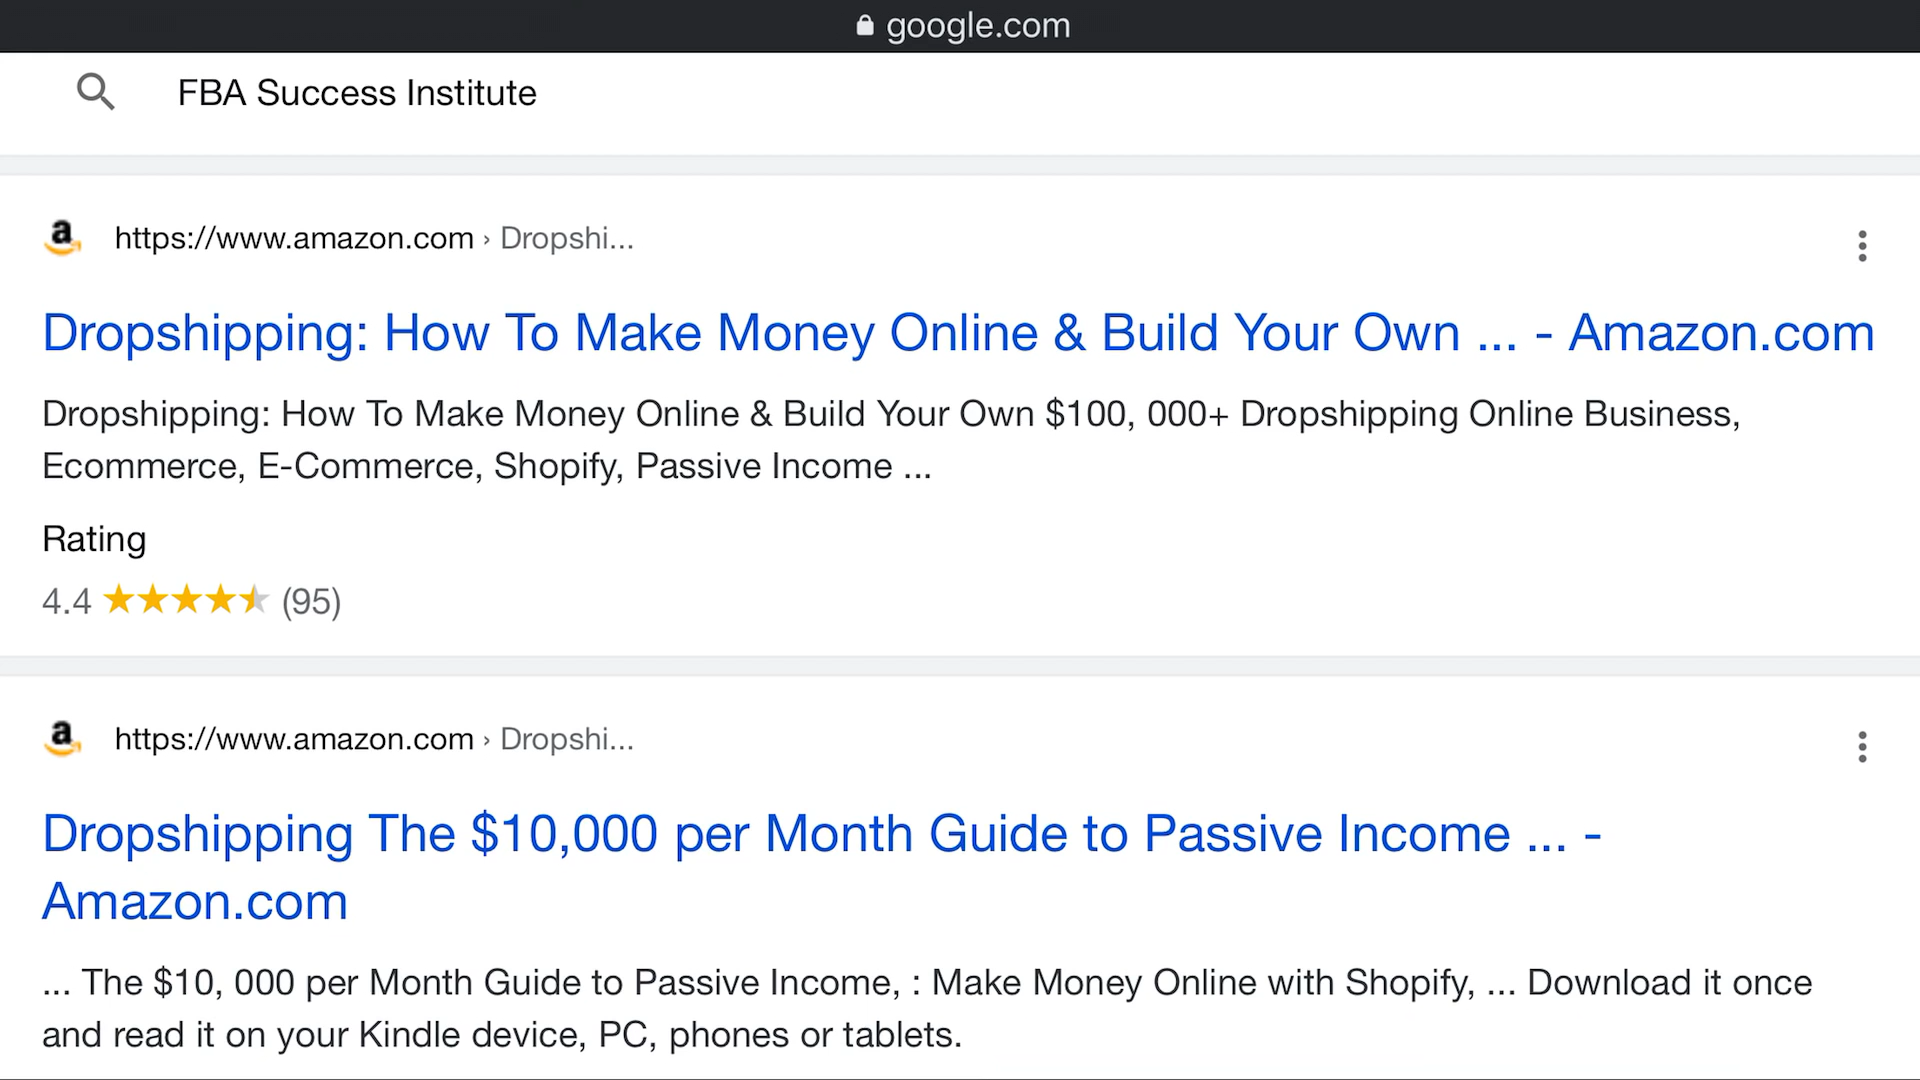 google.com
FBA Success Institute
https://www.amazon.com › Dropshi...
Dropshipping: How To Make Money Online & Build Your Own ... - Amazon.com
Dropshipping: How To Make Money Online & Build Your Own $100, 000+ Dropshipping Online Business,
Ecommerce, E-Commerce, Shopify, Passive Income ...
Rating
4.4 ★★★★★ (95)
https://www.amazon.com › Dropshi...
Dropshipping The $10,000 per Month Guide to Passive Income ... -
Amazon.com
... The $10, 000 per Month Guide to Passive Income, : Make Money Online with Shopify, ... Download it once
and read it on your Kindle device, PC, phones or tablets.